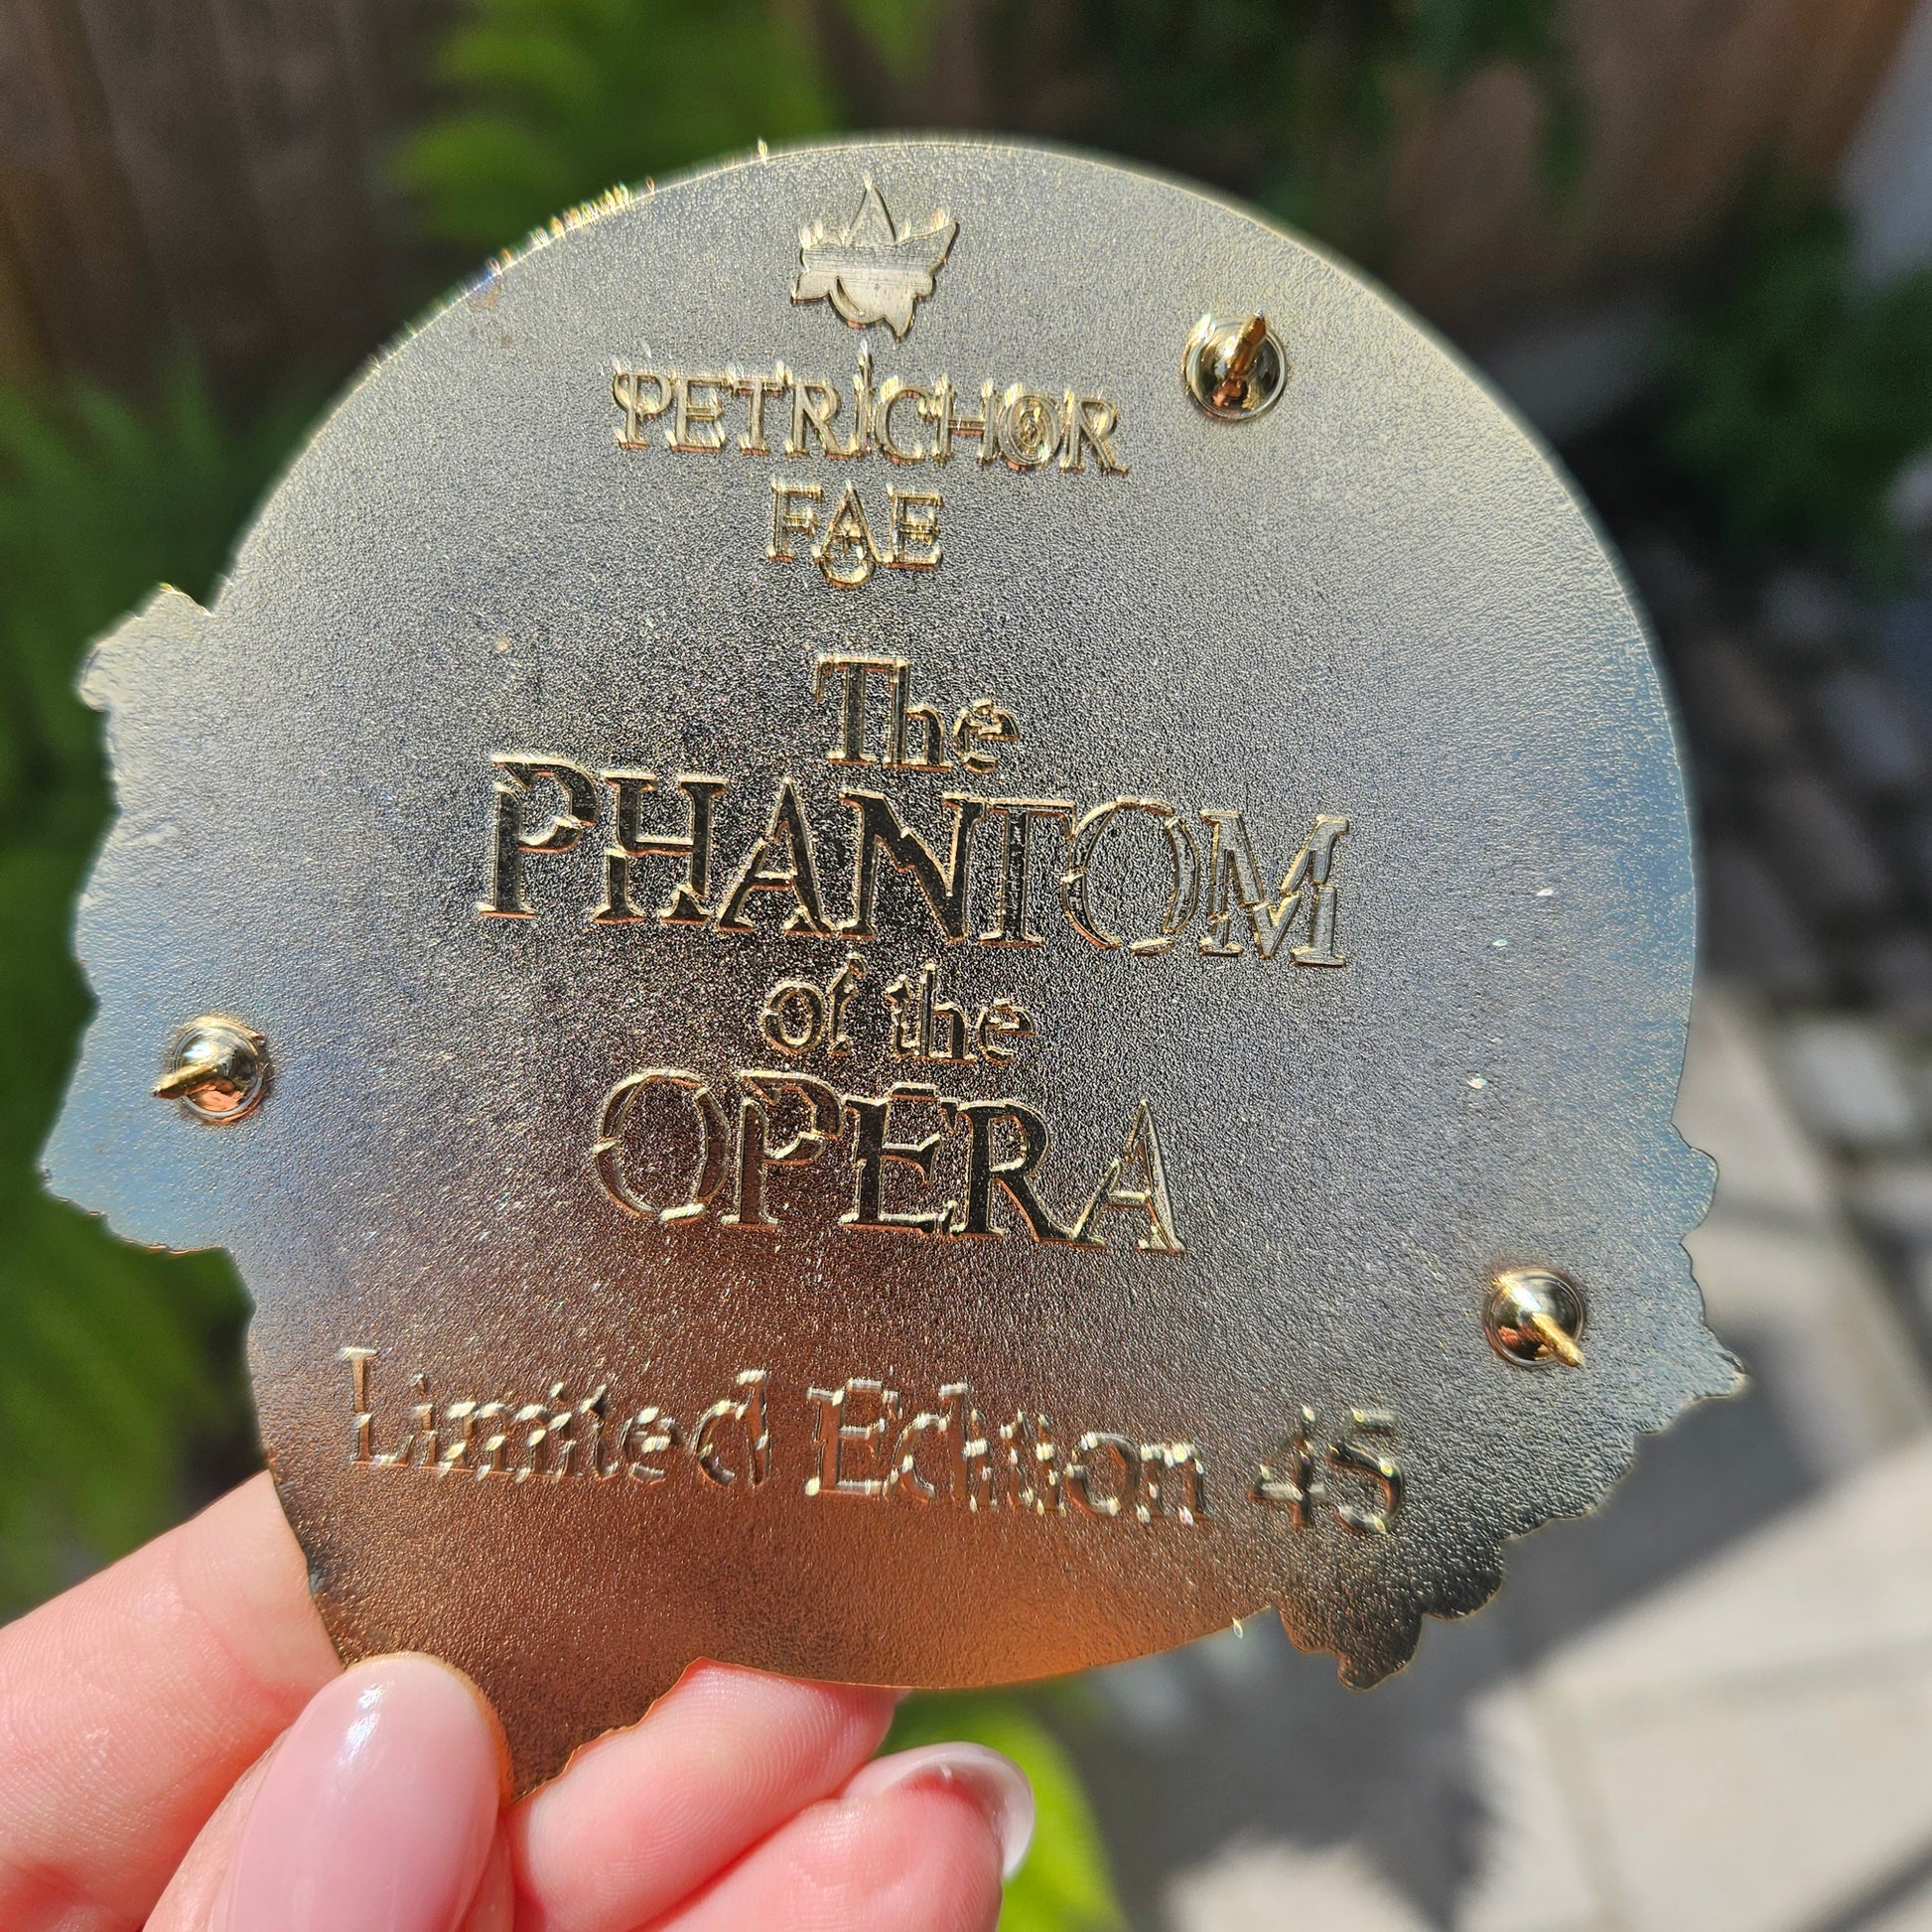 PETRICHOR
FAE
The
PHANTOM
of the
OPERA
Limited Edition 45